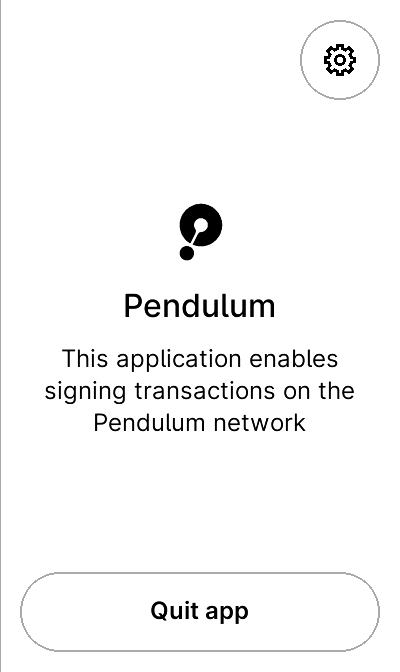 Pendulum
This application enables
signing transactions on the
Pendulum network
Quit app